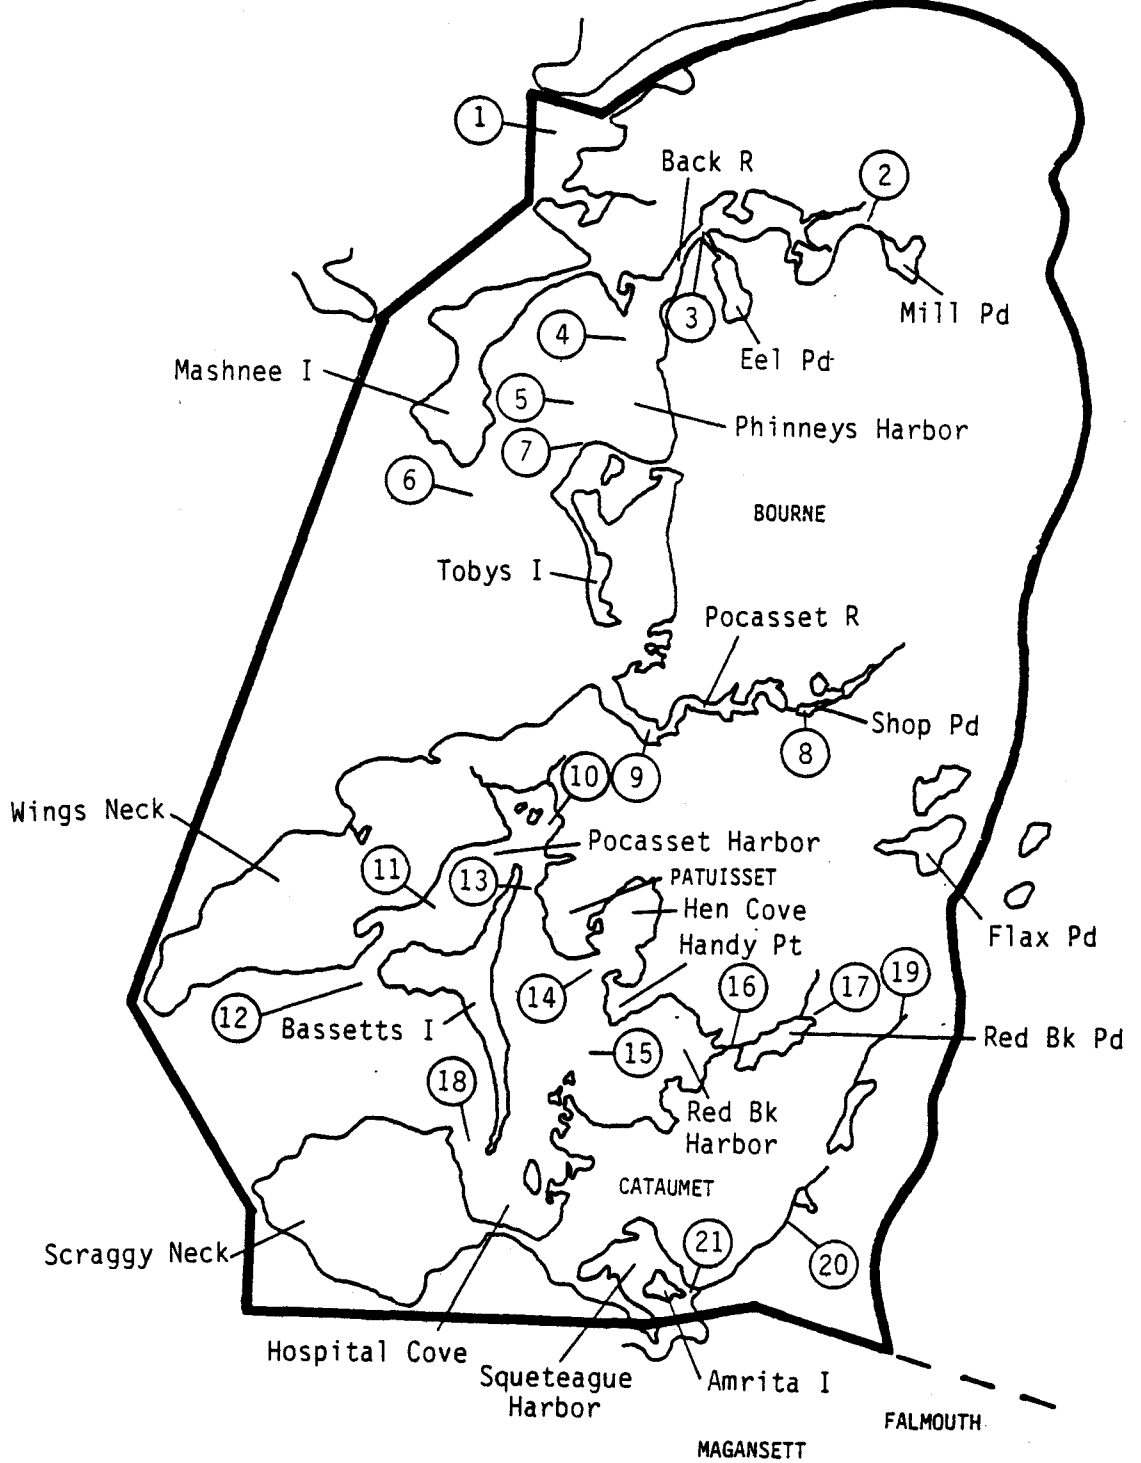 1
Back R
2
Mill Pd
3
4
Eel Pd
Mashnee I
5
Phinneys Harbor
7
6
BOURNE
Tobys I
Pocasset R
Shop Pd
8
10
9
Wings Neck
Pocasset Harbor
11
13
PATUISSET
Hen Cove
Flax Pd
Handy Pt
19
16
17
14
12
Bassetts I
Red Bk Pd
15
18
Red Bk
Harbor
CATAUMET
21
Scraggy Neck
20
Hospital Cove
Squeteague
Harbor
Amrita I
FALMOUTH
MAGANSETT